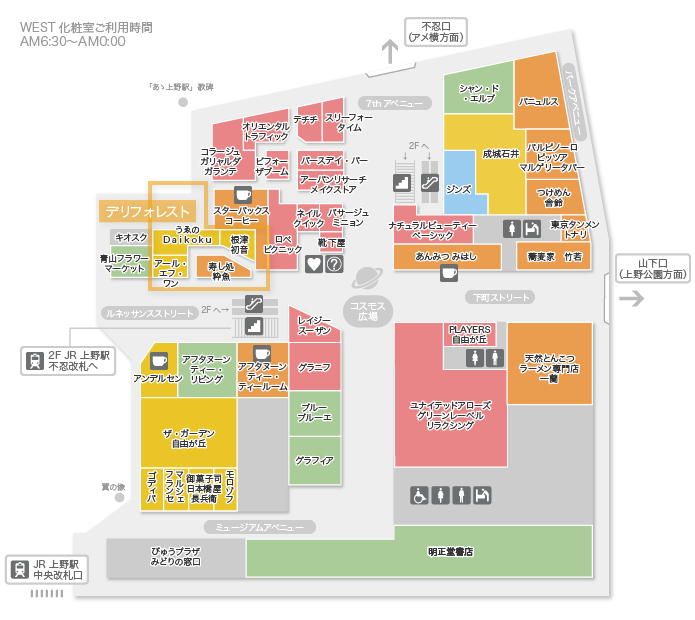 WEST 化粧室ご利用時間
AM6:30〜AM0:00
不忍口
(アメ横方面)
「あゝ上野駅」歌碑
7th アベニュー
パークアベニュー
シャン・ド
・エルブ
パニュルス
オリエンタル
トラフィック
テチチ
スリーフォー
タイム
コラージュ
ガリャルダ
ガランテ
ビフォー
ザブーム
バースデイ・バー
アーバンリサーチ
メイクストア
2Fへ
成城石井
バルピノーロ
ピッツァ
マルゲリータバー
ジンズ
つけめん
舎鈴
デリフォレスト
スターバックス
コーヒー
ロペ
ピクニック
ネイル
クイック
パサージュ
ミニョン
靴下屋
ナチュラルビューティー
ベーシック
東京タンメン
トナリ
キオスク
うゑの
Daikoku
根津
初音
青山フラワー
マーケット
アール・
エフ・
ワン
寿し処
粋魚
あんみつ みはし
蕎麦家 竹若
山下口
(上野公園方面)
ルネッサンスストリート
2Fへ→
コスモス
広場
下町ストリート
レイジー
スーザン
2F JR 上野駅
不忍改札へ
アンデルセン
アフタヌーン
ティー・
リビング
アフタヌーン
ティー・
ティールーム
グラニフ
PLAYERS
自由が丘
天然とんこつ
ラーメン専門店
一蘭
ユナイテッドアローズ
グリーンレーベル
リラクシング
ブルー
ブルーエ
ザ・ガーデン
自由が丘
グラフィア
ゴディバ
マルシェ
フランセ
御菓子司
日本橋屋
長兵衛
モロゾフ
翼の像
ミュージアムアベニュー
びゅうプラザ
みどりの窓口
明正堂書店
JR 上野駅
中央改札口